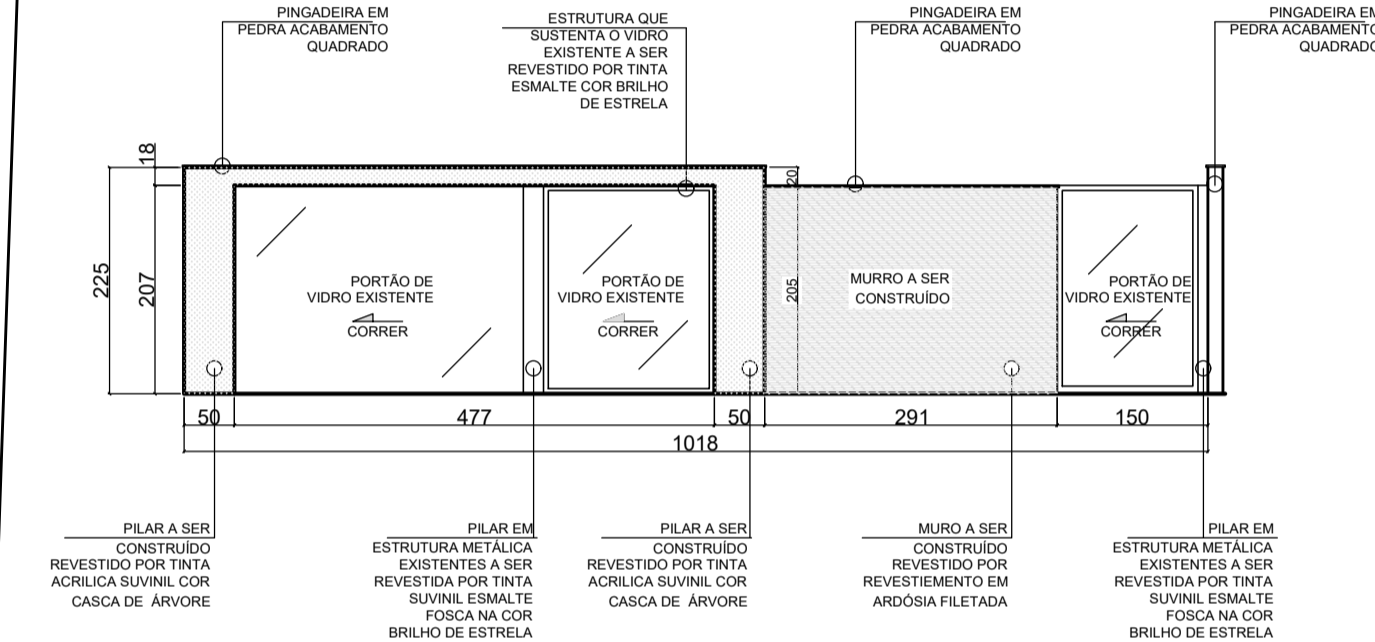 PINGADEIRA EM
PEDRA ACABAMENTO
QUADRADO
ESTRUTURA QUE
SUSTENTA O VIDRO
EXISTENTE A SER
REVESTIDO POR TINTA
ESMALTE COR BRILHO
DE ESTRELA
PINGADEIRA EM
PEDRA ACABAMENTO
QUADRADO
PINGADEIRA EM
PEDRA ACABAMENTO
QUADRADO
18
225
207
20
205
PORTÃO DE
VIDRO EXISTENTE
CORRER
PORTÃO DE
VIDRO EXISTENTE
CORRER
MURRO A SER
CONSTRUÍDO
PORTÃO DE
VIDRO EXISTENTE
CORRER
50
477
50
291
150
1018
PILAR A SER
CONSTRUÍDO
REVESTIDO POR TINTA
ACRILICA SUVINIL COR
CASCA DE ÁRVORE
PILAR EM
ESTRUTURA METÁLICA
EXISTENTES A SER
REVESTIDA POR TINTA
SUVINIL ESMALTE
FOSCA NA COR
BRILHO DE ESTRELA
PILAR A SER
CONSTRUÍDO
REVESTIDO POR TINTA
ACRILICA SUVINIL COR
CASCA DE ÁRVORE
MURO A SER
CONSTRUÍDO
REVESTIDO POR
REVESTIEMENTO EM
ARDÓSIA FILETADA
PILAR EM
ESTRUTURA METÁLICA
EXISTENTES A SER
REVESTIDA POR TINTA
SUVINIL ESMALTE
FOSCA NA COR
BRILHO DE ESTRELA